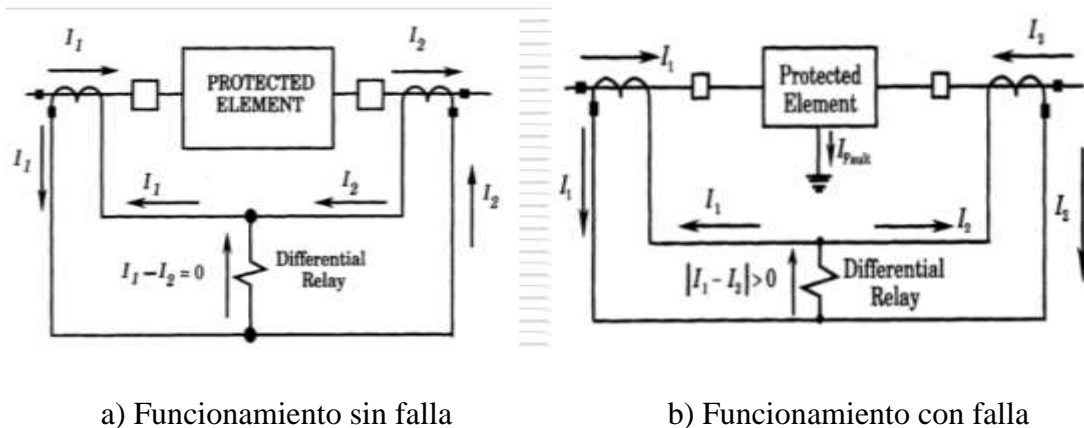 I₁
I₂
PROTECTED
ELEMENT
I₁
I₁
I₂
I₂
I₁ – I₂ = 0
Differential
Relay
I₁
I₂
Protected
Element
I_Fault
I₁
I₁
I₂
I₂
|I₁ – I₂| > 0
Differential
Relay
a) Funcionamiento sin falla
b) Funcionamiento con falla